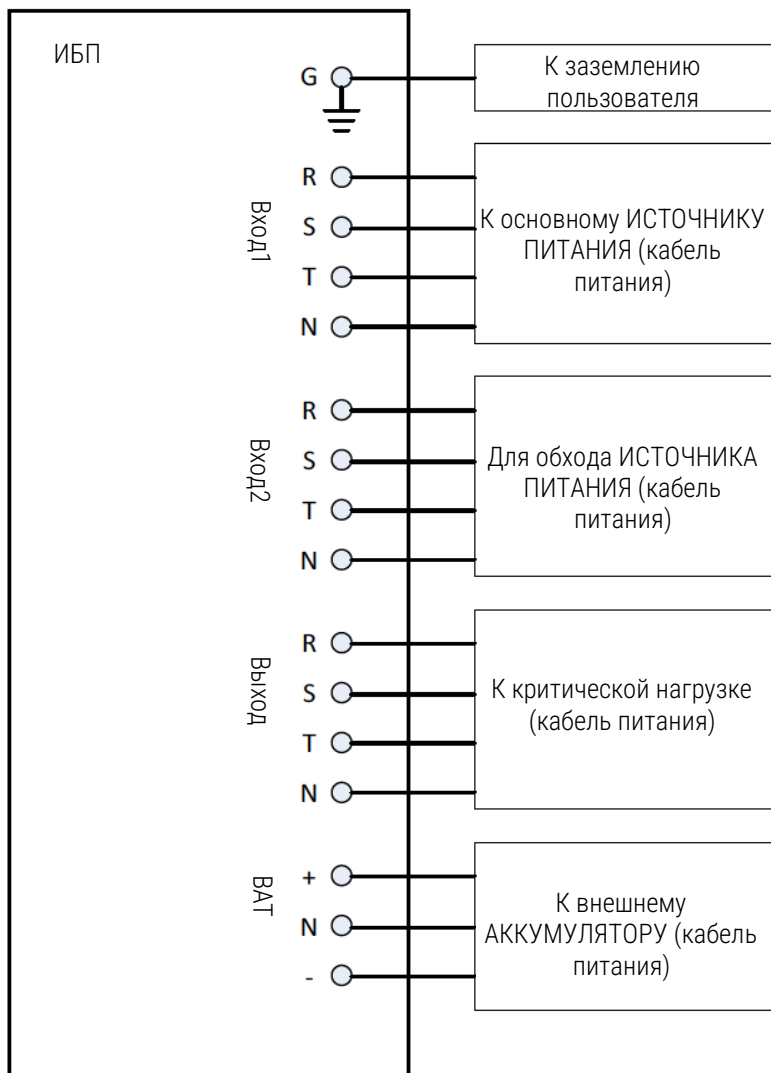 ИБП
G
К заземлению
пользователя
Вход1
R
S
T
N
К основному ИСТОЧНИКУ
ПИТАНИЯ (кабель
питания)
Вход2
R
S
T
N
Для обхода ИСТОЧНИКА
ПИТАНИЯ (кабель
питания)
Выход
R
S
T
N
К критической нагрузке
(кабель питания)
BAT
+
N
-
К внешнему
АККУМУЛЯТОРУ (кабель
питания)